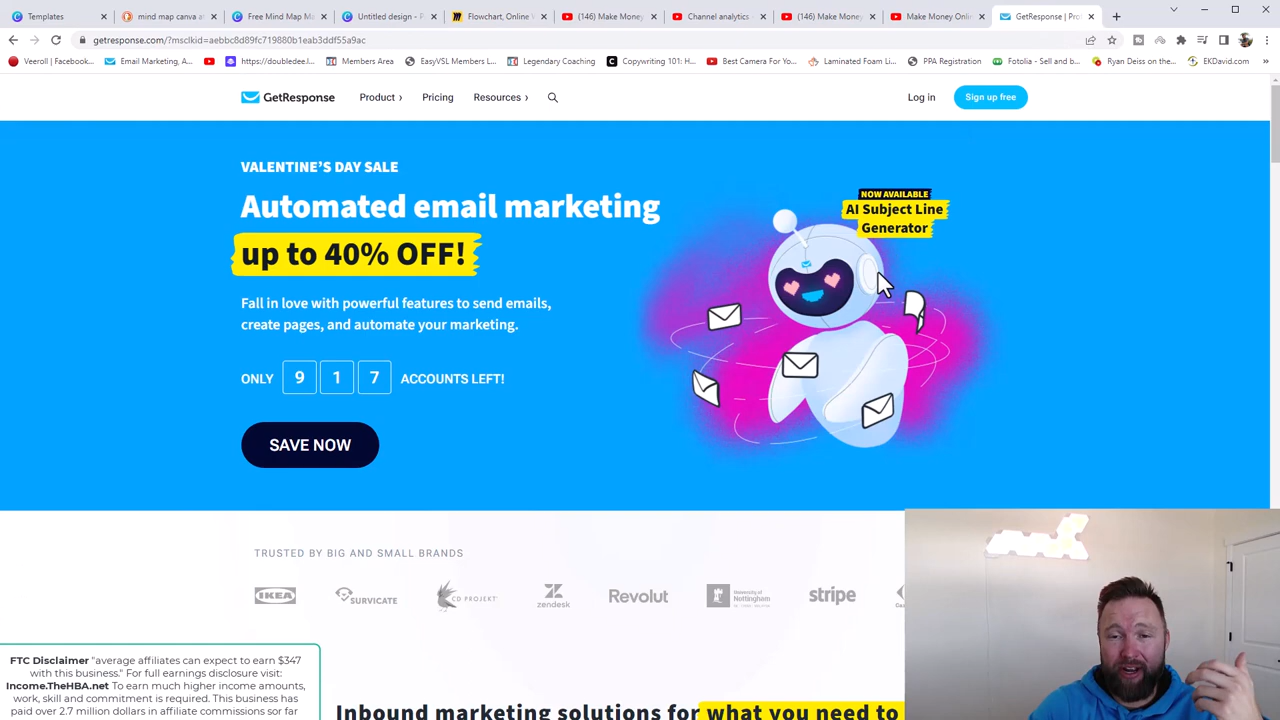 Templates
mind map canva at
Free Mind Map Ma
Untitled design - P
Flowchart, Online
(146) Make Money
Channel analytics -
(146) Make Money
Make Money Onlin
GetResponse | Pro
getresponse.com/?msclkid=aebbc8d89fc719880b1eab3ddf55a9ac
Veeroll | Facebook...
Email Marketing, A...
https://doubledee.l...
Members Area
EasyVSL Members L...
Legendary Coaching
Copywriting 101: H...
Best Camera For Yo...
Laminated Foam Li...
PPA Registration
Fotolia - Sell and b...
Ryan Deiss on the...
EKDavid.com
GetResponse
Product
Pricing
Resources
Log in
Sign up free
VALENTINE'S DAY SALE
Automated email marketing
up to 40% OFF!
Fall in love with powerful features to send emails,
create pages, and automate your marketing.
ONLY 9 1 7 ACCOUNTS LEFT!
SAVE NOW
NOW AVAILABLE
AI Subject Line
Generator
TRUSTED BY BIG AND SMALL BRANDS
IKEA
SURVICATE
CD PROJEKT
zendesk
Revolut
University of
Nottingham
stripe
FTC Disclaimer "average affiliates can expect to earn $347
with this business." For full earnings disclosure visit:
Income.TheHBA.net To earn much higher income amounts,
work, skill and commitment is required. This business has
paid over 2.7 million dollars in affiliate commissions sor far
Inbound marketing solutions for what you need to